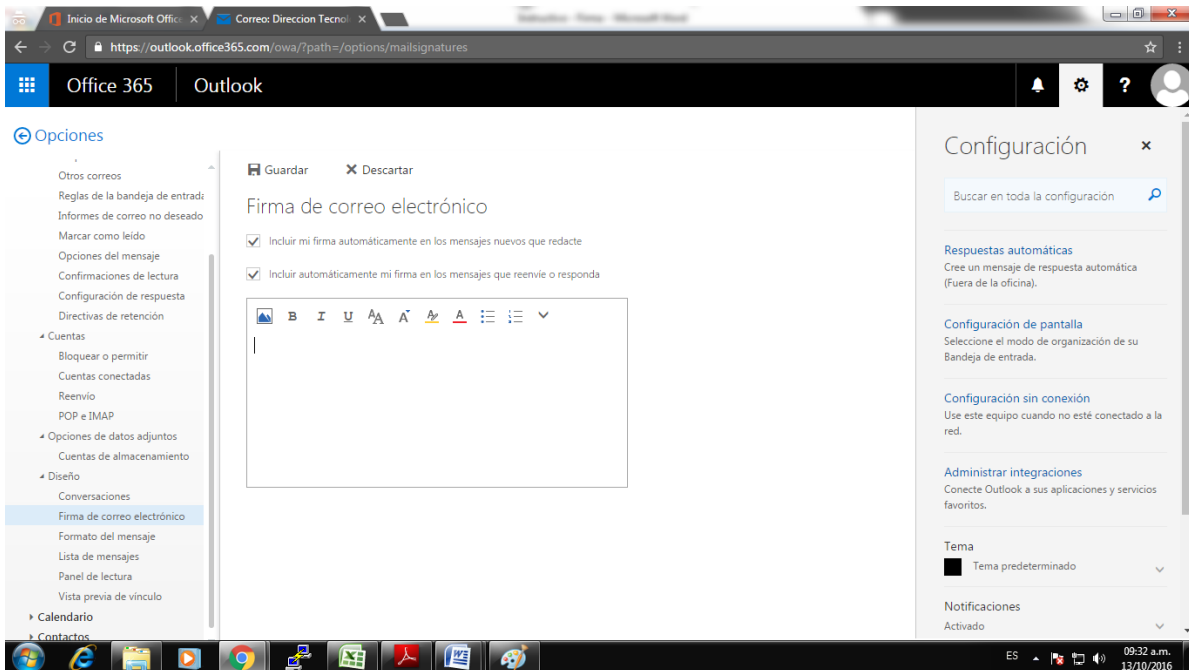 Inicio de Microsoft Office
Correo: Direccion Tecnol
Instructivo - Firma - Microsoft Word
https://outlook.office365.com/owa/?path=/options/mailsignatures
Office 365
Outlook
?
Opciones
Otros correos
Reglas de la bandeja de entrada
Informes de correo no deseado
Marcar como leído
Opciones del mensaje
Confirmaciones de lectura
Configuración de respuesta
Directivas de retención
Cuentas
Bloquear o permitir
Cuentas conectadas
Reenvío
POP e IMAP
Opciones de datos adjuntos
Cuentas de almacenamiento
Diseño
Conversaciones
Firma de correo electrónico
Formato del mensaje
Lista de mensajes
Panel de lectura
Vista previa de vínculo
Calendario
Contactos
Guardar
Descartar
Firma de correo electrónico
Incluir mi firma automáticamente en los mensajes nuevos que redacte
Incluir automáticamente mi firma en los mensajes que reenvíe o responda
B I U AA A A
Configuración
Buscar en toda la configuración
Respuestas automáticas
Cree un mensaje de respuesta automática
(Fuera de la oficina).
Configuración de pantalla
Seleccione el modo de organización de su
Bandeja de entrada.
Configuración sin conexión
Use este equipo cuando no esté conectado a la
red.
Administrar integraciones
Conecte Outlook a sus aplicaciones y servicios
favoritos.
Tema
Tema predeterminado
Notificaciones
Activado
ES
09:32 a.m.
13/10/2016